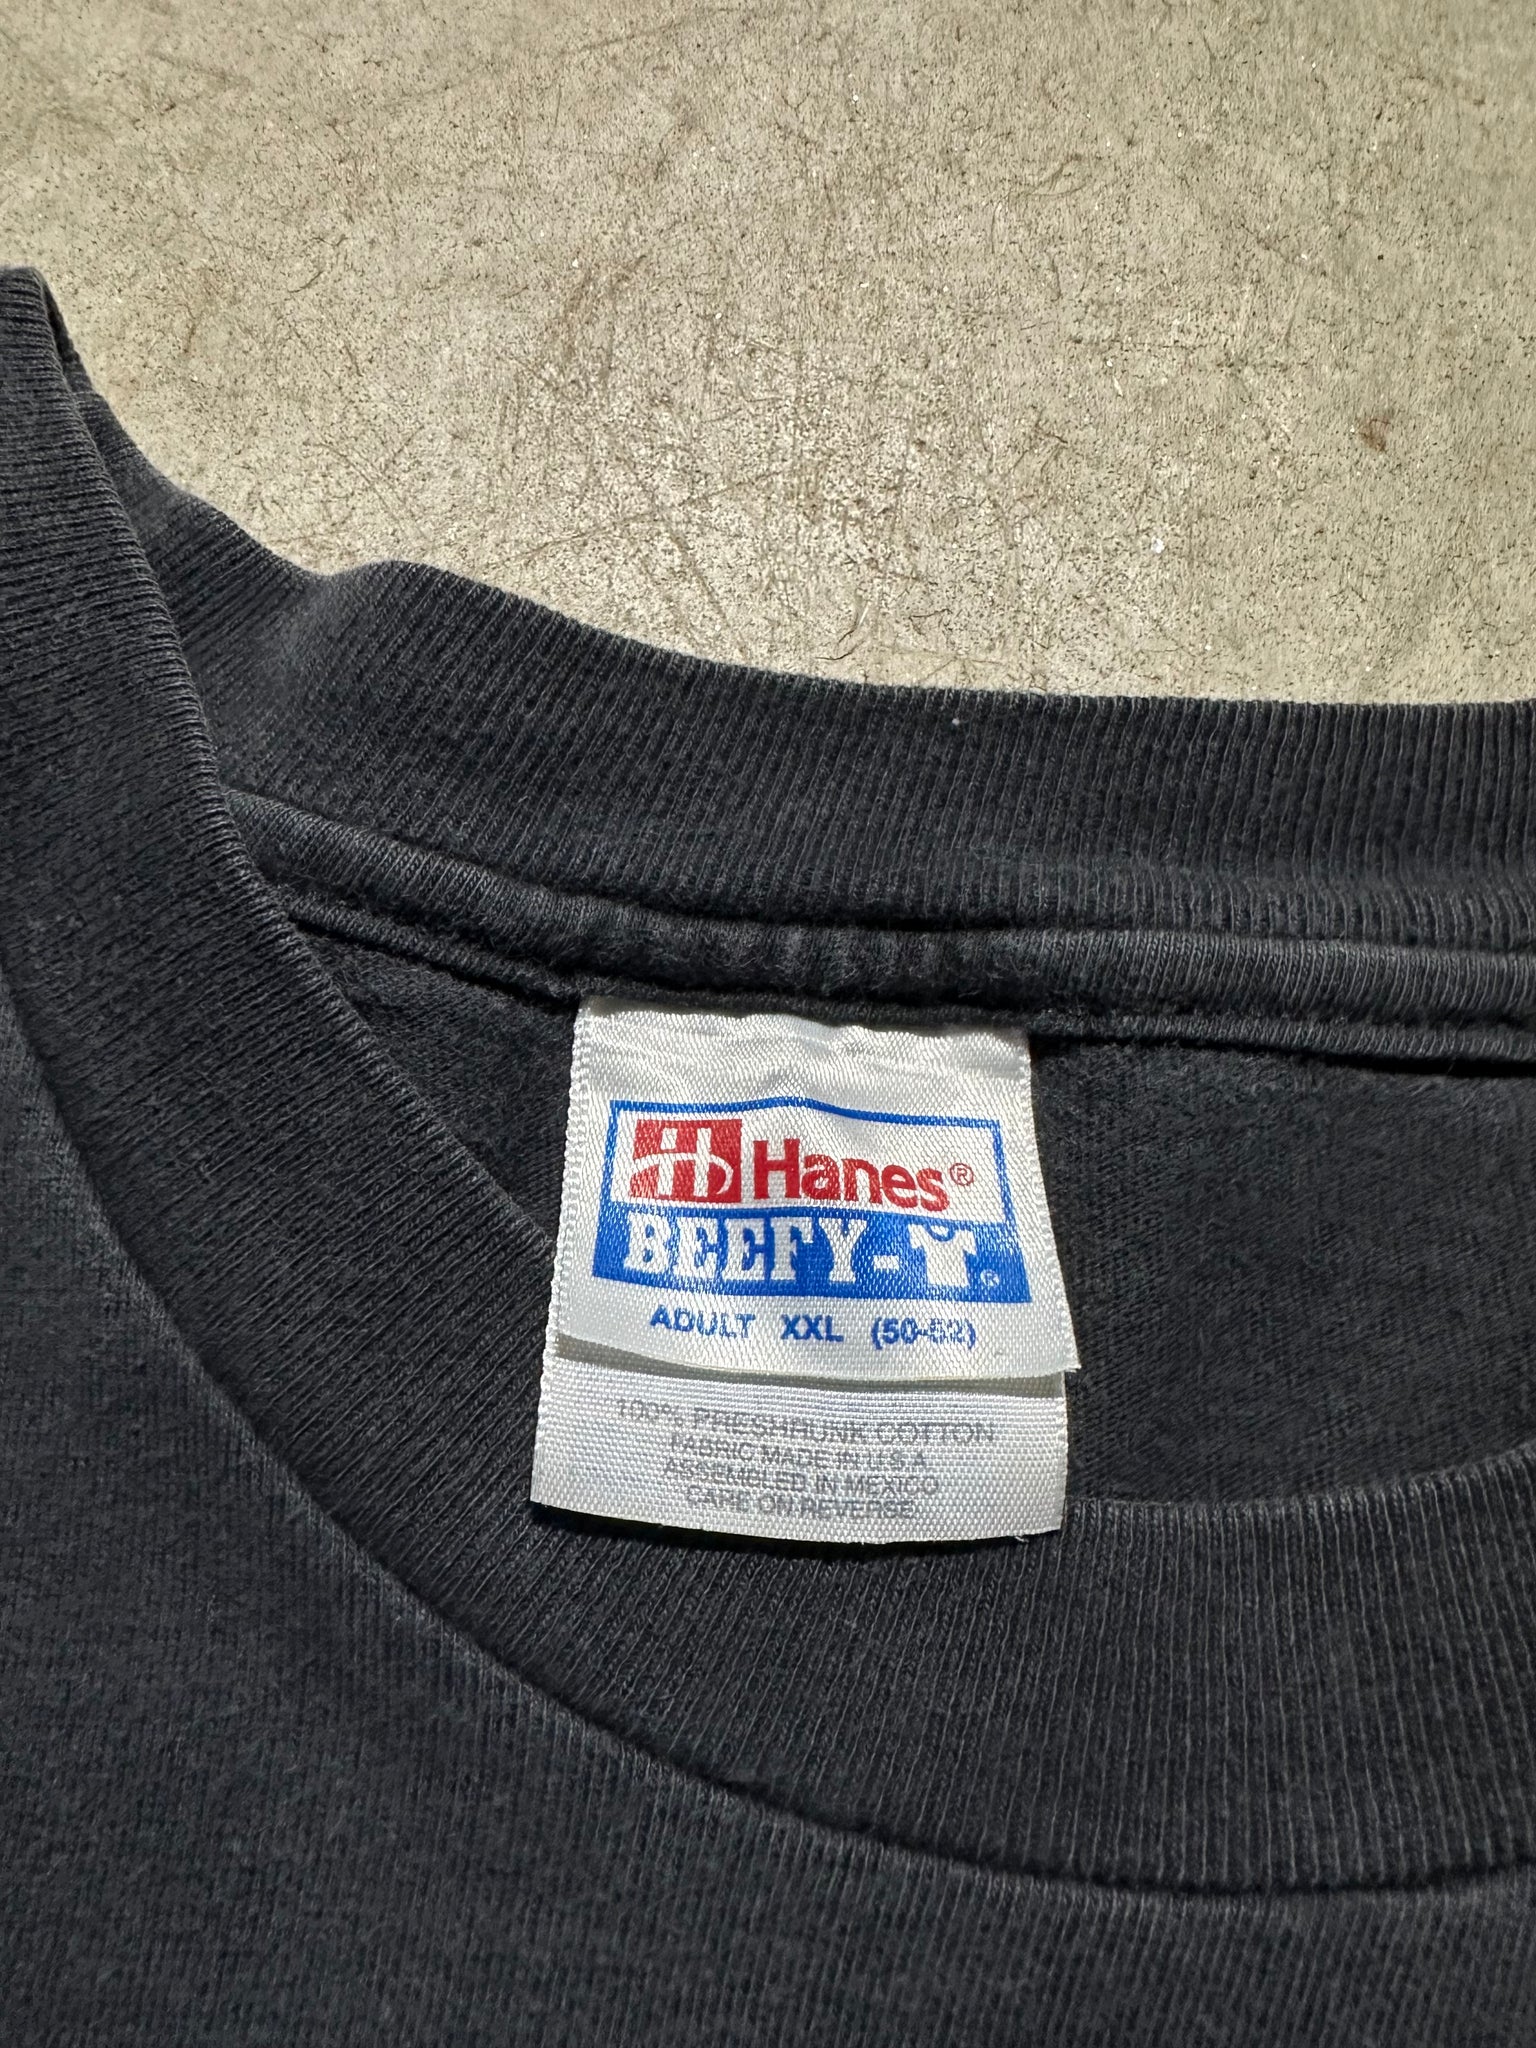 Hanes®
BEEFY-T®
ADULT XXL (50-52)
100% PRESHRUNK COTTON
FABRIC MADE IN U.S.A
ASSEMBLED IN MEXICO
CARE ON REVERSE